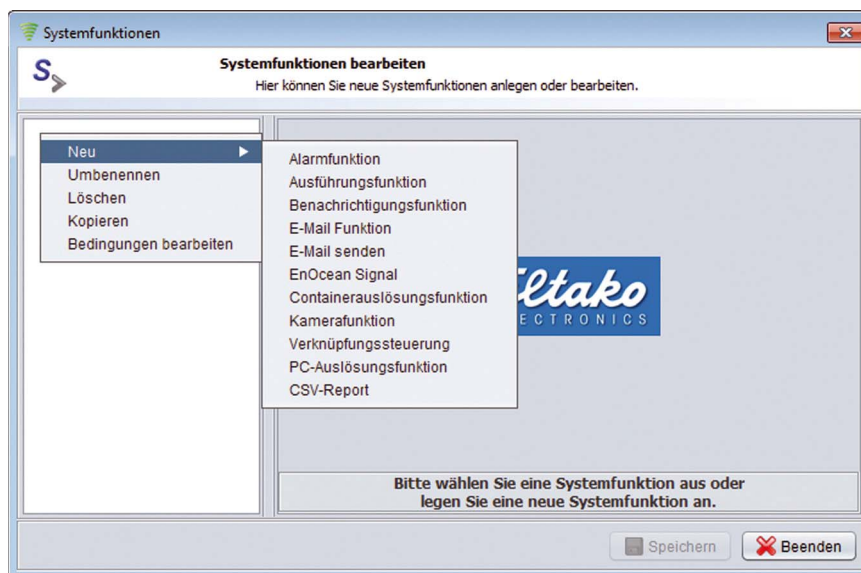 Systemfunktionen
S
Systemfunktionen bearbeiten
Hier können Sie neue Systemfunktionen anlegen oder bearbeiten.
Neu
Umbenennen
Löschen
Kopieren
Bedingungen bearbeiten
Alarmfunktion
Ausführungsfunktion
Benachrichtigungsfunktion
E-Mail Funktion
E-Mail senden
EnOcean Signal
Containerauslösungsfunktion
Kamerafunktion
Verknüpfungssteuerung
PC-Auslösungsfunktion
CSV-Report
Eltako
ECTRONICS
Bitte wählen Sie eine Systemfunktion aus oder
legen Sie eine neue Systemfunktion an.
Speichern
Beenden